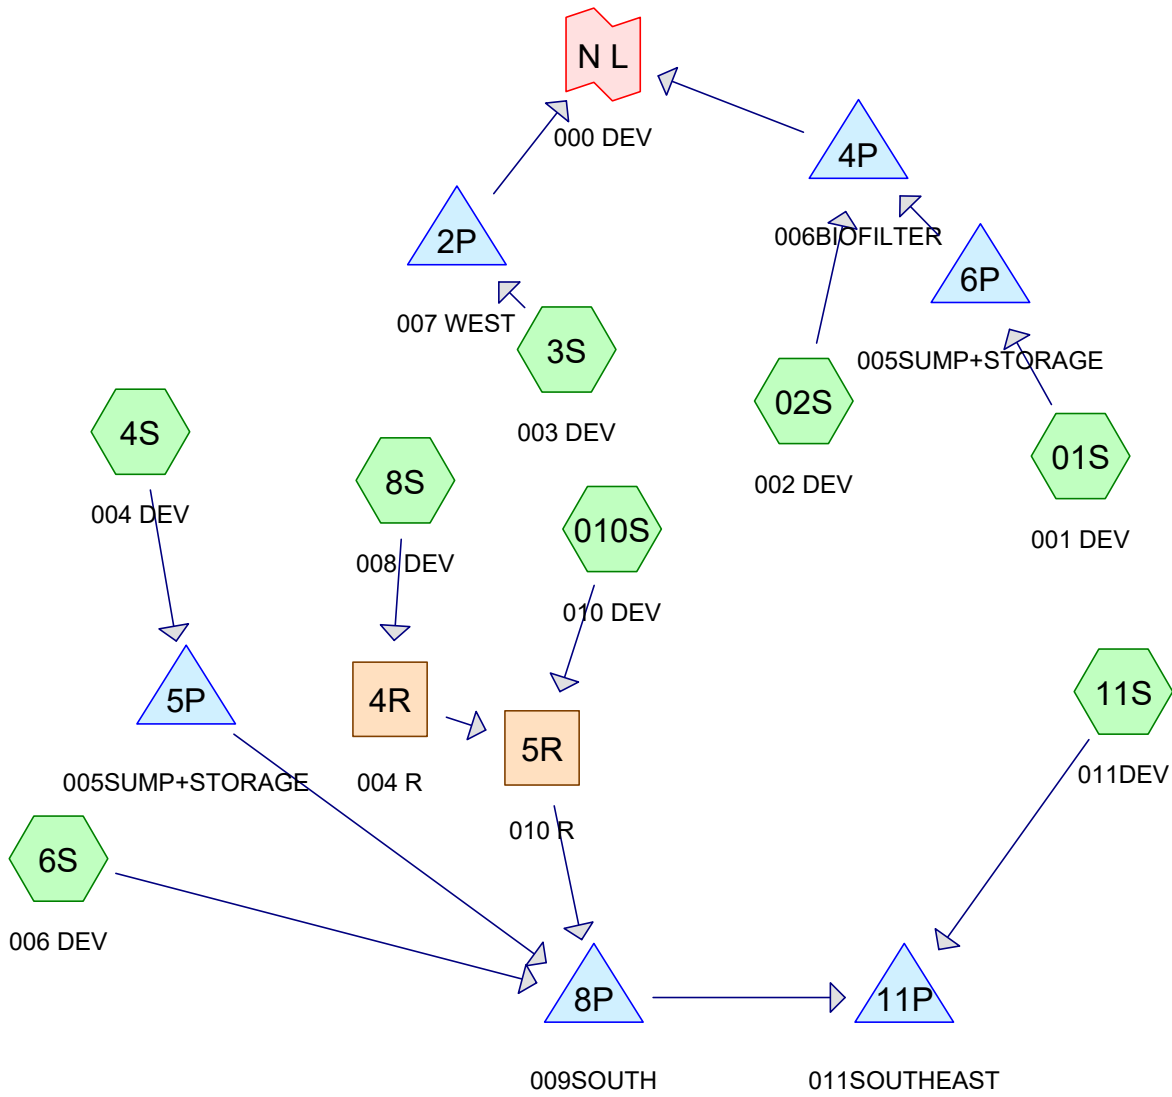 N L
000 DEV
4P
006BIOFILTER
2P
007 WEST
6P
005SUMP+STORAGE
3S
003 DEV
02S
002 DEV
01S
001 DEV
4S
004 DEV
8S
008 DEV
010S
010 DEV
5P
005SUMP+STORAGE
4R
004 R
5R
010 R
11S
011DEV
6S
006 DEV
8P
009SOUTH
11P
011SOUTHEAST